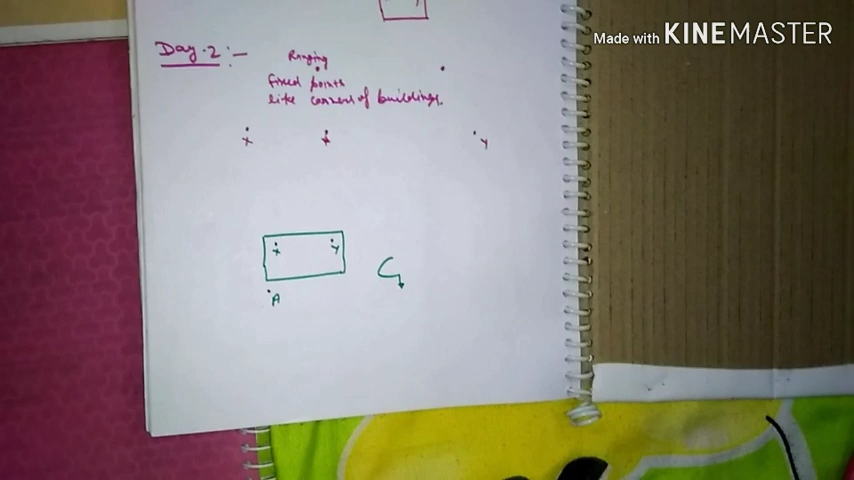 Made with KINEMASTER
Day-2:-
Ranging
fixed points
like corners of buildings.
X
Y
X
Y
A